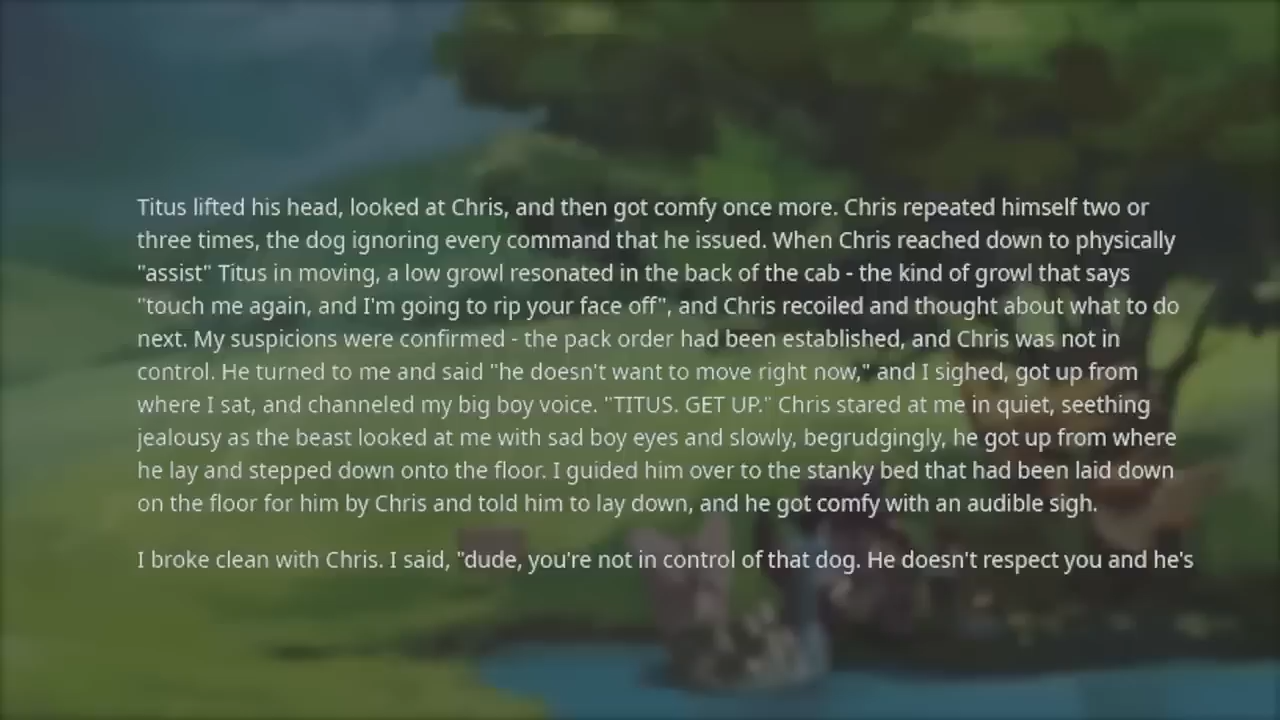 Titus lifted his head, looked at Chris, and then got comfy once more. Chris repeated himself two or
three times, the dog ignoring every command that he issued. When Chris reached down to physically
"assist" Titus in moving, a low growl resonated in the back of the cab - the kind of growl that says
"touch me again, and I'm going to rip your face off", and Chris recoiled and thought about what to do
next. My suspicions were confirmed - the pack order had been established, and Chris was not in
control. He turned to me and said "he doesn't want to move right now," and I sighed, got up from
where I sat, and channeled my big boy voice. "TITUS. GET UP." Chris stared at me in quiet, seething
jealousy as the beast looked at me with sad boy eyes and slowly, begrudgingly, he got up from where
he lay and stepped down onto the floor. I guided him over to the stanky bed that had been laid down
on the floor for him by Chris and told him to lay down, and he got comfy with an audible sigh.
I broke clean with Chris. I said, "dude, you're not in control of that dog. He doesn't respect you and he's